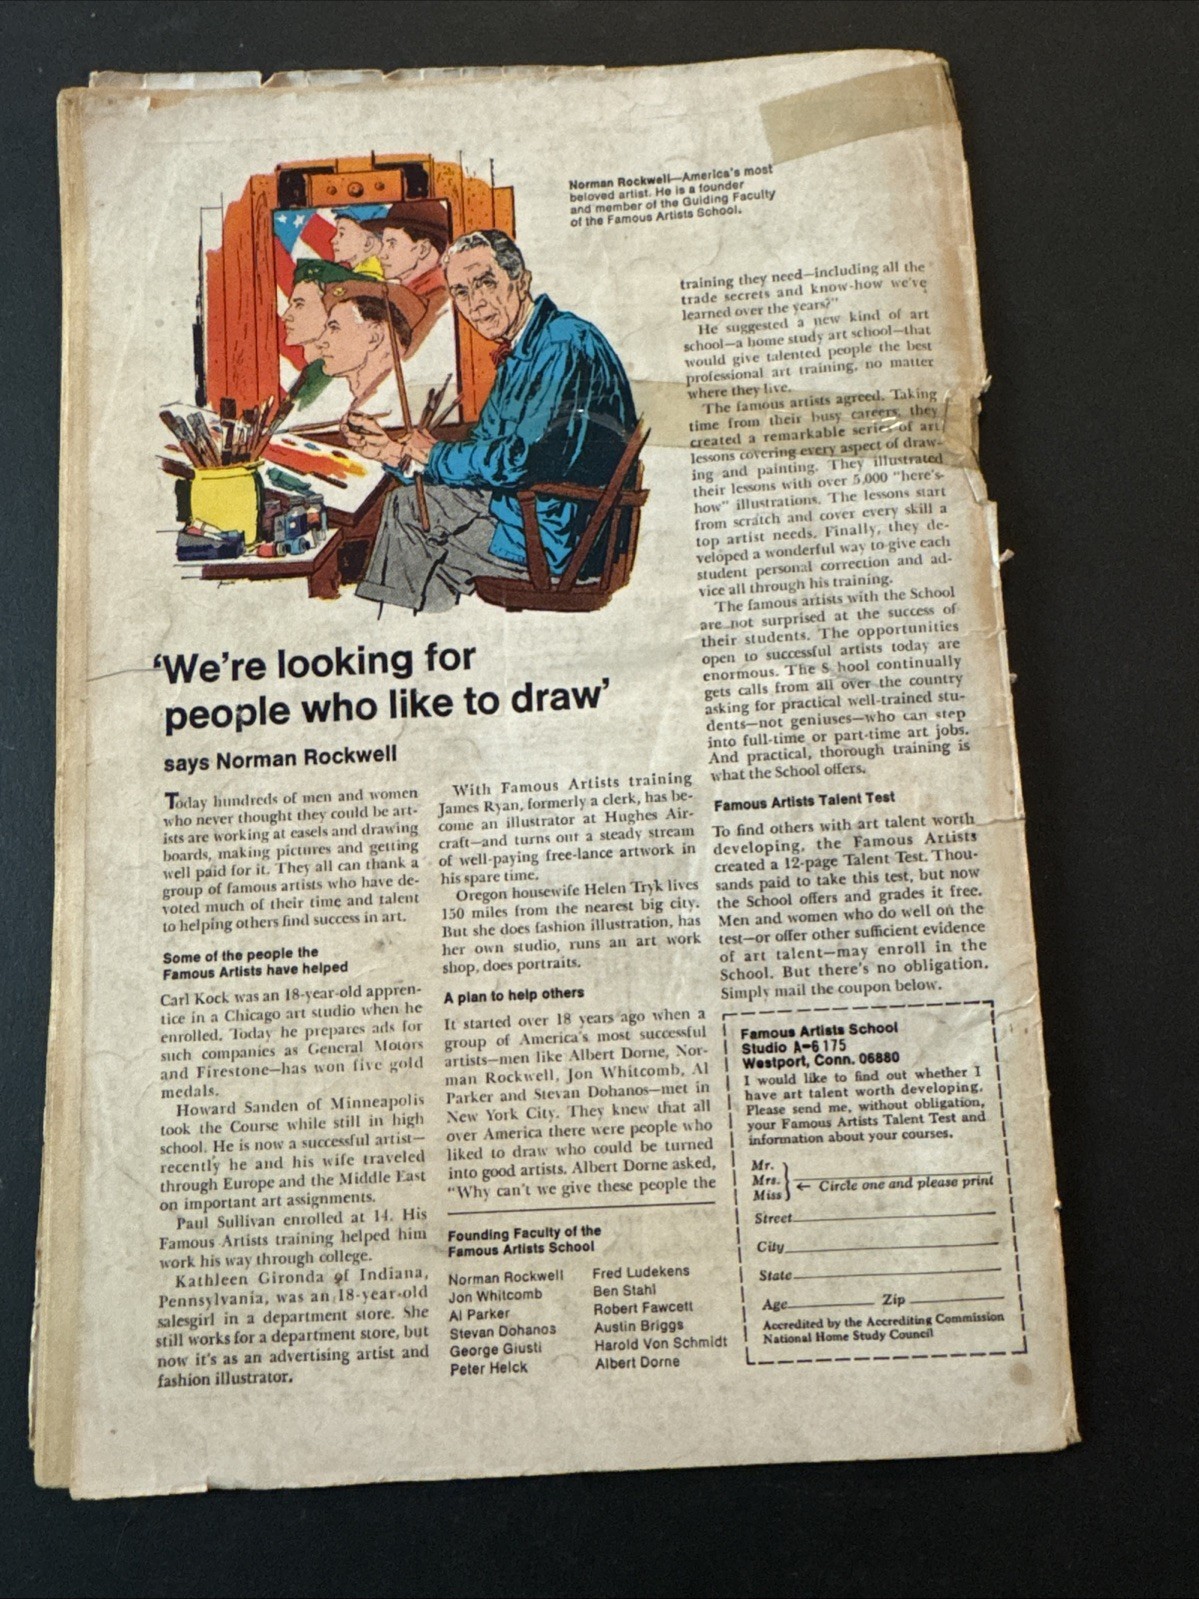 Norman Rockwell—America's most
beloved artist. He is a founder
and member of the Guiding Faculty
of the Famous Artists School.
'We're looking for
people who like to draw'
says Norman Rockwell
Today hundreds of men and women
who never thought they could be art-
ists are working at easels and drawing
boards, making pictures and getting
well paid for it. They all can thank a
group of famous artists who have de-
voted much of their time and talent
to helping others find success in art.
Some of the people the
Famous Artists have helped
Carl Kock was an 18-year-old appren-
tice in a Chicago art studio when he
enrolled. Today he prepares ads for
such companies as General Motors
and Firestone—has won five gold
medals.
Howard Sanden of Minneapolis
took the Course while still in high
school. He is now a successful artist—
recently he and his wife traveled
through Europe and the Middle East
on important art assignments.
Paul Sullivan enrolled at 14. His
Famous Artists training helped him
work his way through college.
Kathleen Gironda of Indiana,
Pennsylvania, was an 18-year-old
salesgirl in a department store. She
still works for a department store, but
now it's as an advertising artist and
fashion illustrator.
With Famous Artists training
James Ryan, formerly a clerk, has be-
come an illustrator at Hughes Air-
craft—and turns out a steady stream
of well-paying free-lance artwork in
his spare time.
Oregon housewife Helen Tryk lives
150 miles from the nearest big city.
But she does fashion illustration, has
her own studio, runs an art work
shop, does portraits.
A plan to help others
It started over 18 years ago when a
group of America's most successful
artists—men like Albert Dorne, Nor-
man Rockwell, Jon Whitcomb, Al
Parker and Stevan Dohanos—met in
New York City. They knew that all
over America there were people who
liked to draw who could be turned
into good artists. Albert Dorne asked,
"Why can't we give these people the
Founding Faculty of the
Famous Artists School
Norman Rockwell
Jon Whitcomb
Al Parker
Stevan Dohanos
George Giusti
Peter Helck
Fred Ludekens
Ben Stahl
Robert Fawcett
Austin Briggs
Harold Von Schmidt
Albert Dorne
training they need—including all the
trade secrets and know-how we've
learned over the years?"
He suggested a new kind of art
school—a home study art school—that
would give talented people the best
professional art training, no matter
where they live.
The famous artists agreed. Taking
time from their busy careers, they
created a remarkable series of art
lessons covering every aspect of draw-
ing and painting. They illustrated
their lessons with over 5,000 "here's-
how" illustrations. The lessons start
from scratch and cover every skill a
top artist needs. Finally, they de-
veloped a wonderful way to give each
student personal correction and ad-
vice all through his training.
The famous artists with the School
are not surprised at the success of
their students. The opportunities
open to successful artists today are
enormous. The S hool continually
gets calls from all over the country
asking for practical well-trained stu-
dents—not geniuses—who can step
into full-time or part-time art jobs.
And practical, thorough training is
what the School offers.
Famous Artists Talent Test
To find others with art talent worth
developing, the Famous Artists
created a 12-page Talent Test. Thou-
sands paid to take this test, but now
the School offers and grades it free.
Men and women who do well on the
test—or offer other sufficient evidence
of art talent—may enroll in the
School. But there's no obligation.
Simply mail the coupon below.
Famous Artists School
Studio A-6175
Westport, Conn. 06880
I would like to find out whether I
have art talent worth developing.
Please send me, without obligation,
your Famous Artists Talent Test and
information about your courses.
Mr.
Mrs. ← Circle one and please print
Miss
Street
City
State
Age Zip
Accredited by the Accrediting Commission
National Home Study Council